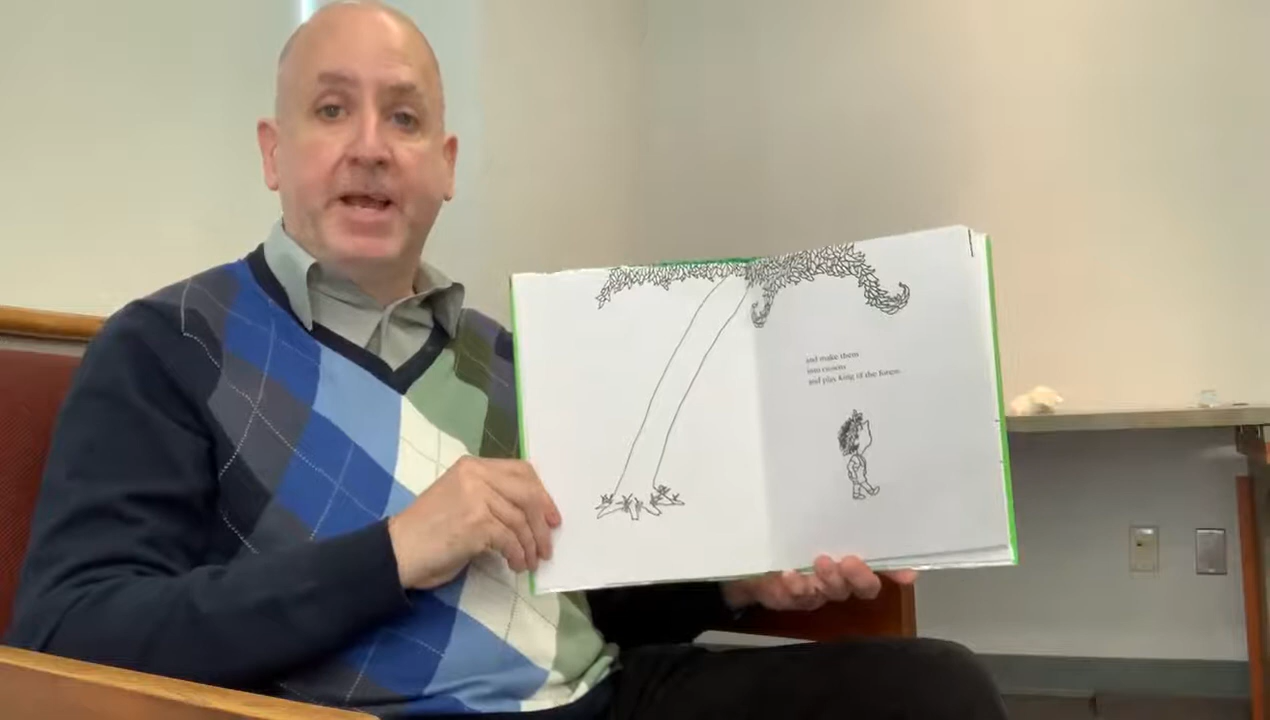 and make them
into crowns
and play king of the forest.